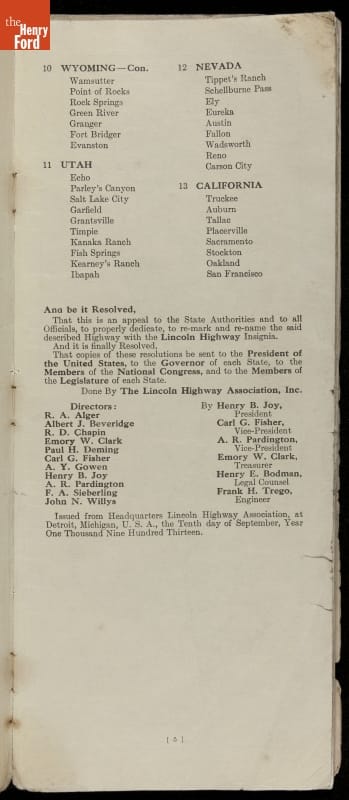 the
Henry
Ford
10 WYOMING—Con.
Wamsutter
Point of Rocks
Rock Springs
Green River
Granger
Fort Bridger
Evanston
11 UTAH
Echo
Parley's Canyon
Salt Lake City
Garfield
Grantsville
Timpie
Kanaka Ranch
Fish Springs
Kearney's Ranch
Ibapah
12 NEVADA
Tippet's Ranch
Schellburne Pass
Ely
Eureka
Austin
Fallon
Wadsworth
Reno
Carson City
13 CALIFORNIA
Truckee
Auburn
Tallac
Placerville
Sacramento
Stockton
Oakland
San Francisco
And be it Resolved,
That this is an appeal to the State Authorities and to all
Officials, to properly dedicate, to re-mark and re-name the said
described Highway with the Lincoln Highway Insignia.
And it is finally Resolved,
That copies of these resolutions be sent to the President of
the United States, to the Governor of each State, to the
Members of the National Congress, and to the Members of
the Legislature of each State.
Done By The Lincoln Highway Association, Inc.
Directors:
R. A. Alger
Albert J. Beveridge
R. D. Chapin
Emory W. Clark
Paul H. Deming
Carl G. Fisher
A. Y. Gowen
Henry B. Joy
A. R. Pardington
F. A. Sieberling
John N. Willys
By Henry B. Joy,
President
Carl G. Fisher,
Vice-President
A. R. Pardington,
Vice-President
Emory W. Clark,
Treasurer
Henry E. Bodman,
Legal Counsel
Frank H. Trego,
Engineer
Issued from Headquarters Lincoln Highway Association, at
Detroit, Michigan, U. S. A., the Tenth day of September, Year
One Thousand Nine Hundred Thirteen.
[ 5 ]